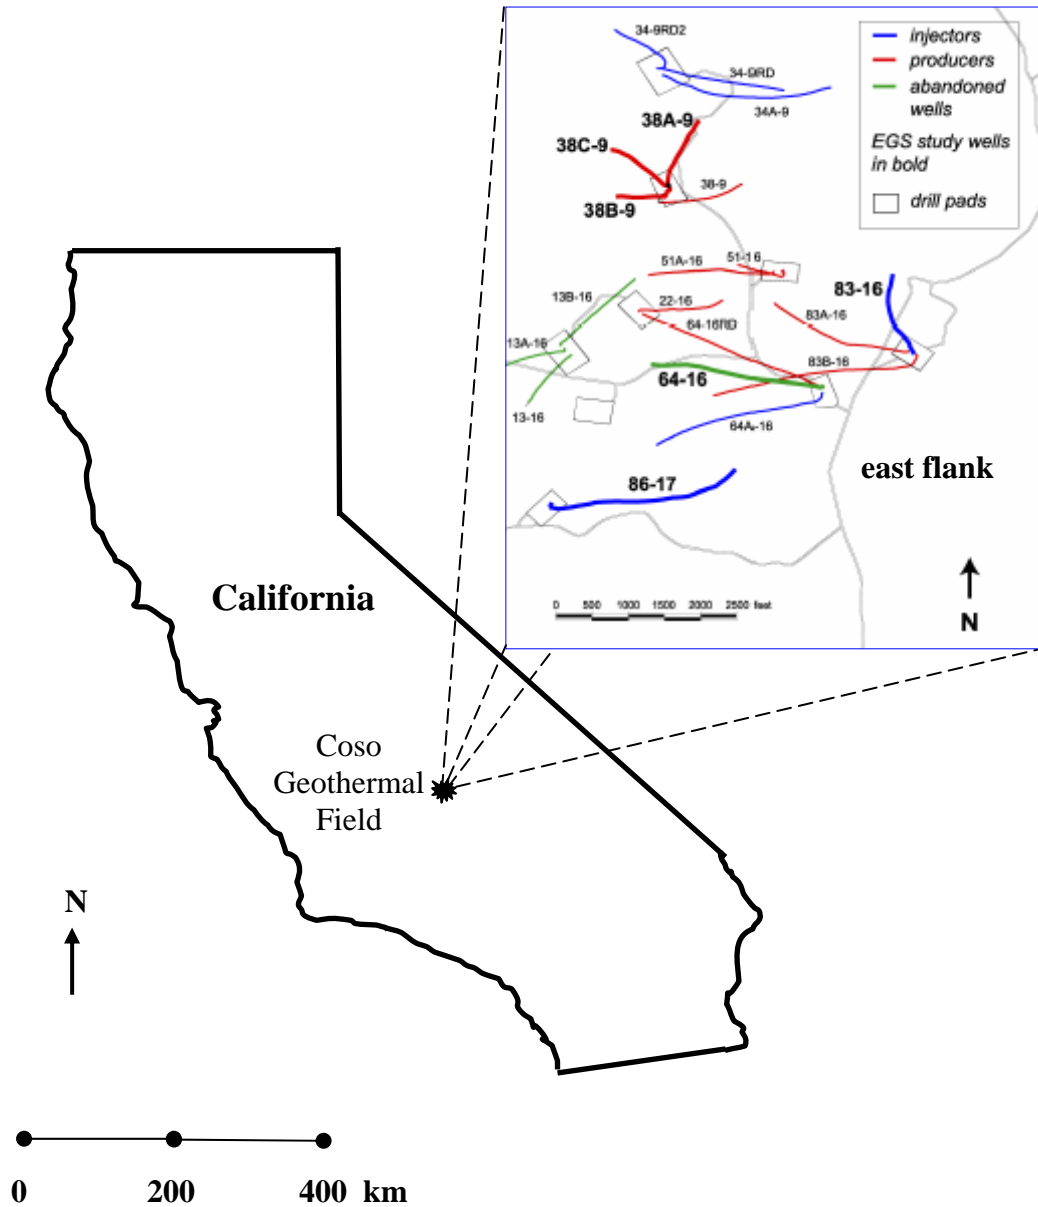 34-9RD2
34-9RD
34A-9
38A-9
38C-9
38-9
38B-9
injectors
producers
abandoned
wells
EGS study wells
in bold
drill pads
51A-16
51-16
13B-16
22-16
64-16RD
83-16
83A-16
13A-16
83B-16
64-16
13-16
64A-16
86-17
east flank
0 500 1000 1500 2000 2500 feet
N
California
Coso
Geothermal
Field
N
0 200 400 km